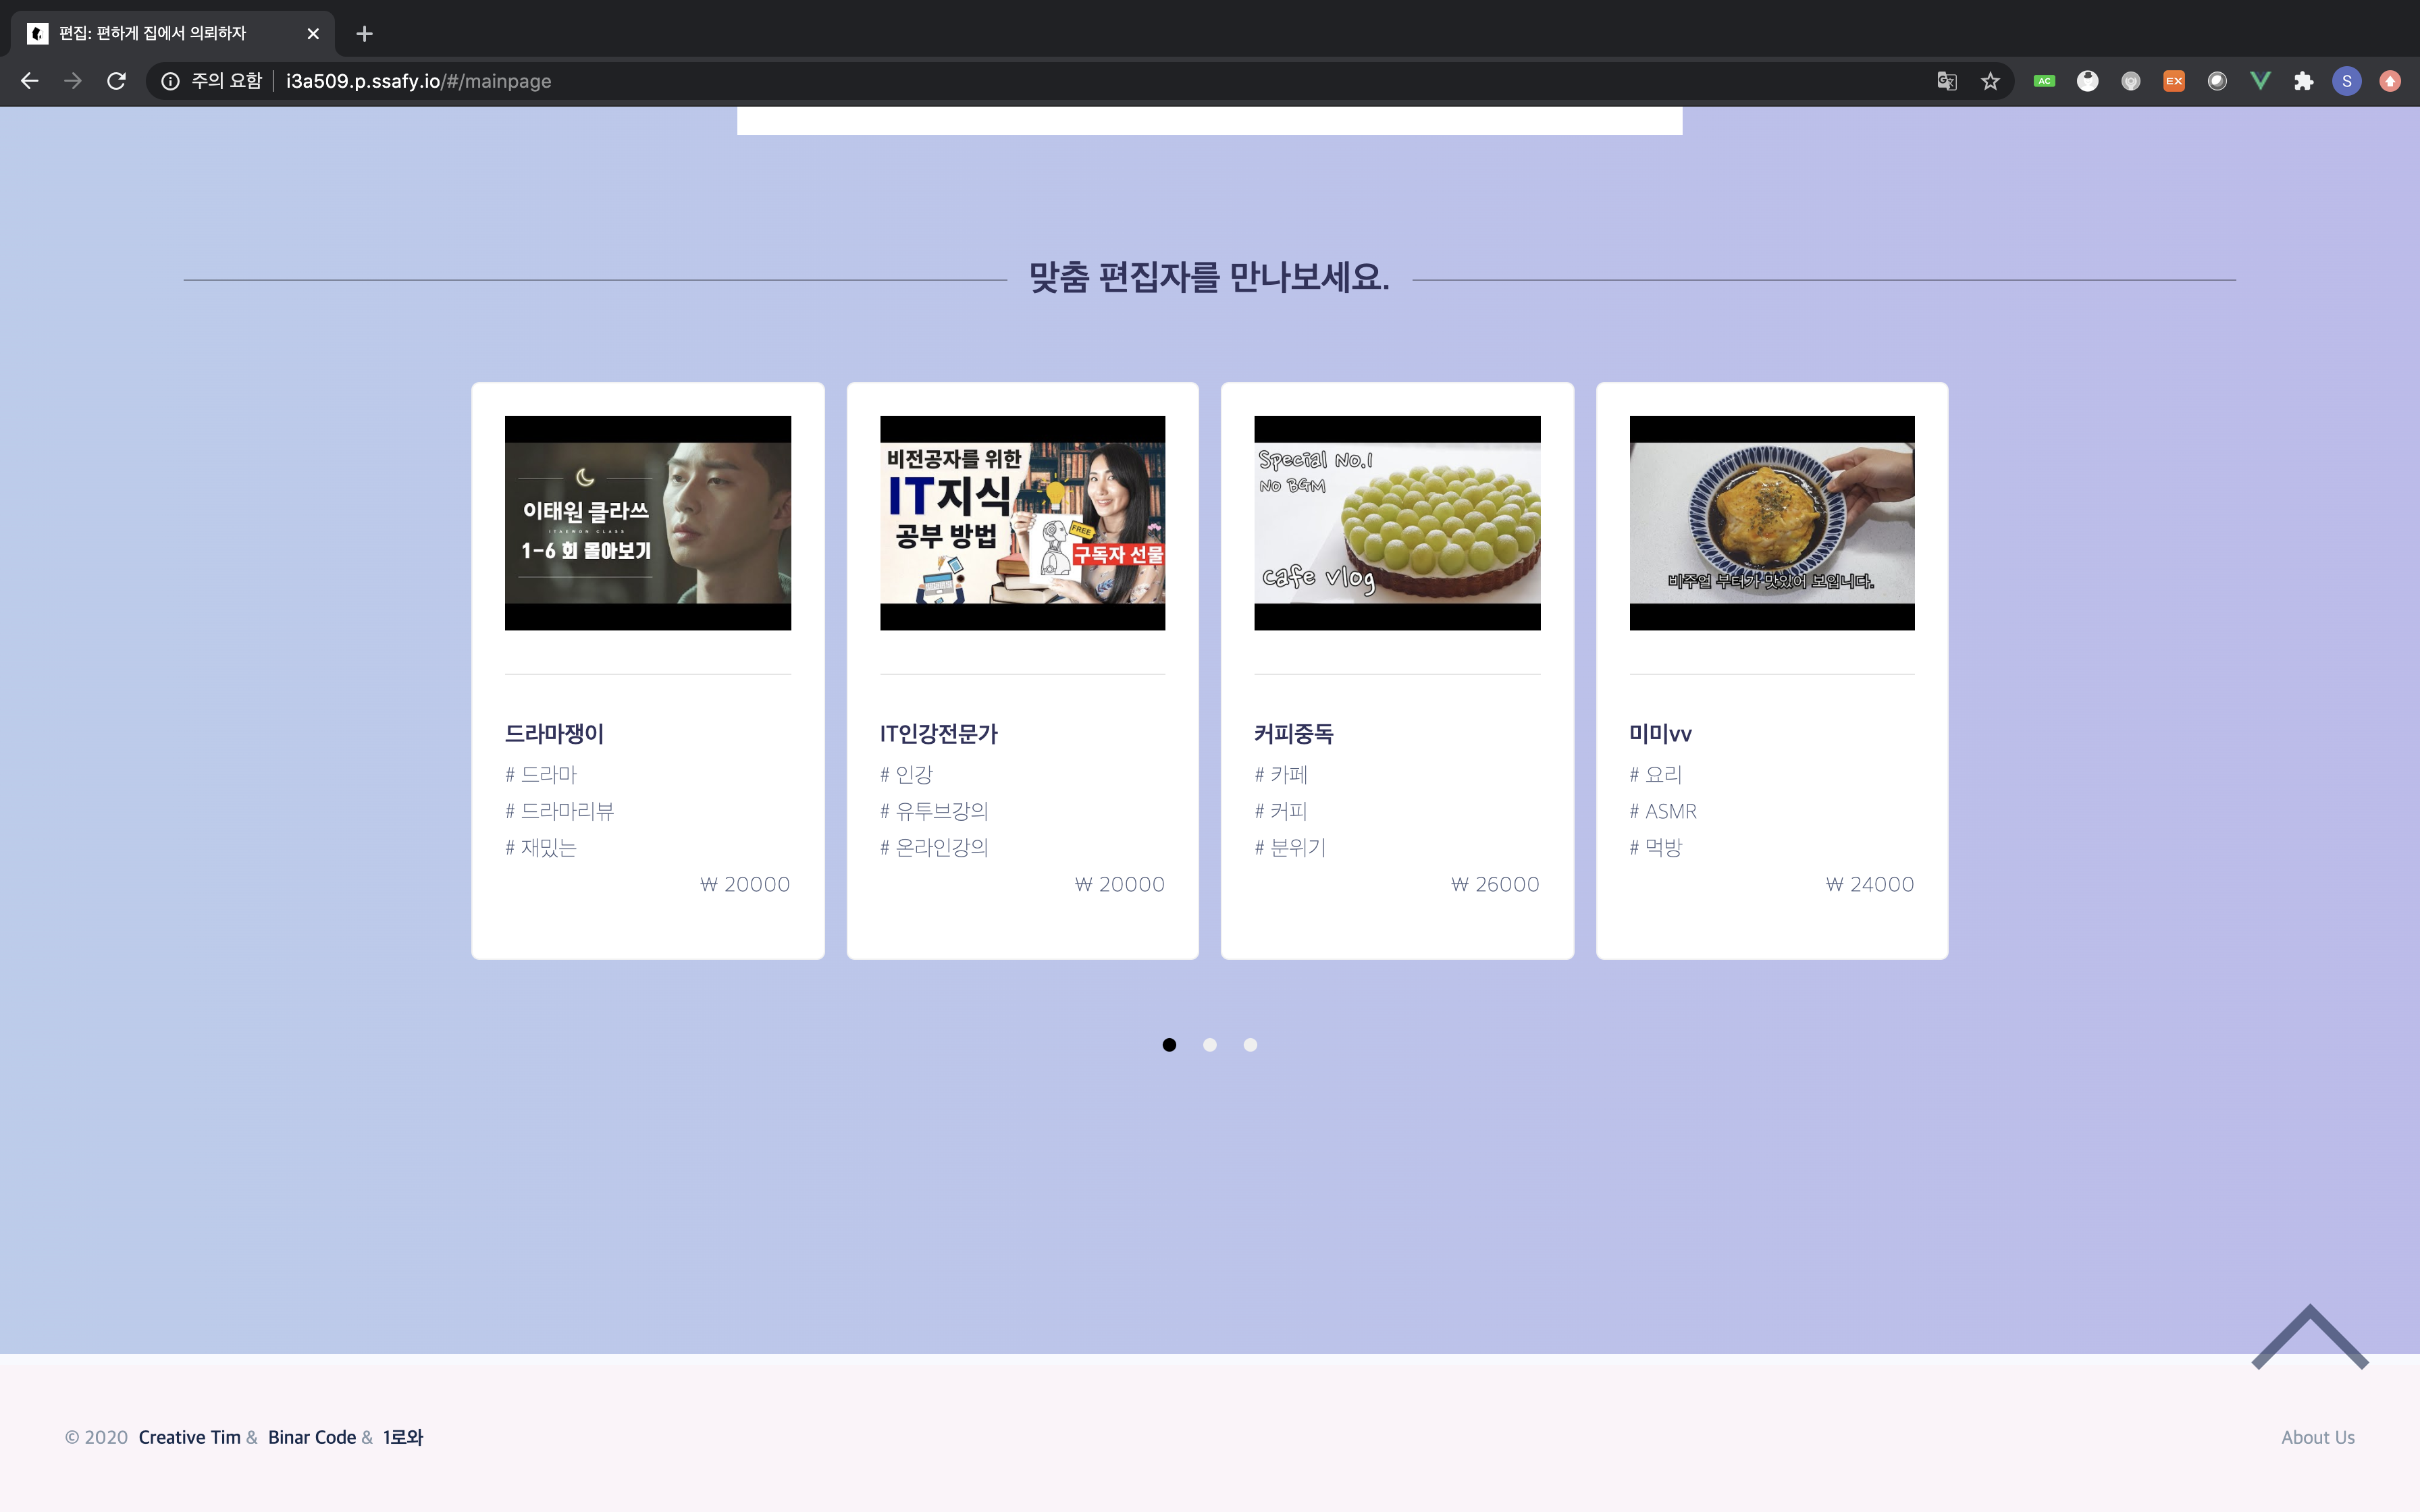 편집: 편하게 집에서 의뢰하자
주의 요함 i3a509.p.ssafy.io/#/mainpage
AC
EX
S
맞춤 편집자를 만나보세요.
이태원 클라쓰
ITAEWON CLASS
1-6 회 몰아보기
드라마쟁이
# 드라마
# 드라마리뷰
# 재밌는
₩ 20000
비전공자를 위한
IT지식
공부 방법
FREE
구독자 선물
IT인강전문가
# 인강
# 유투브강의
# 온라인강의
₩ 20000
Special No.1
No BGM
cafe vlog
커피중독
# 카페
# 커피
# 분위기
₩ 26000
비주얼 부터가 맛있어 보입니다.
미미vv
# 요리
# ASMR
# 먹방
₩ 24000
© 2020 Creative Tim & Binar Code & 1로와
About Us